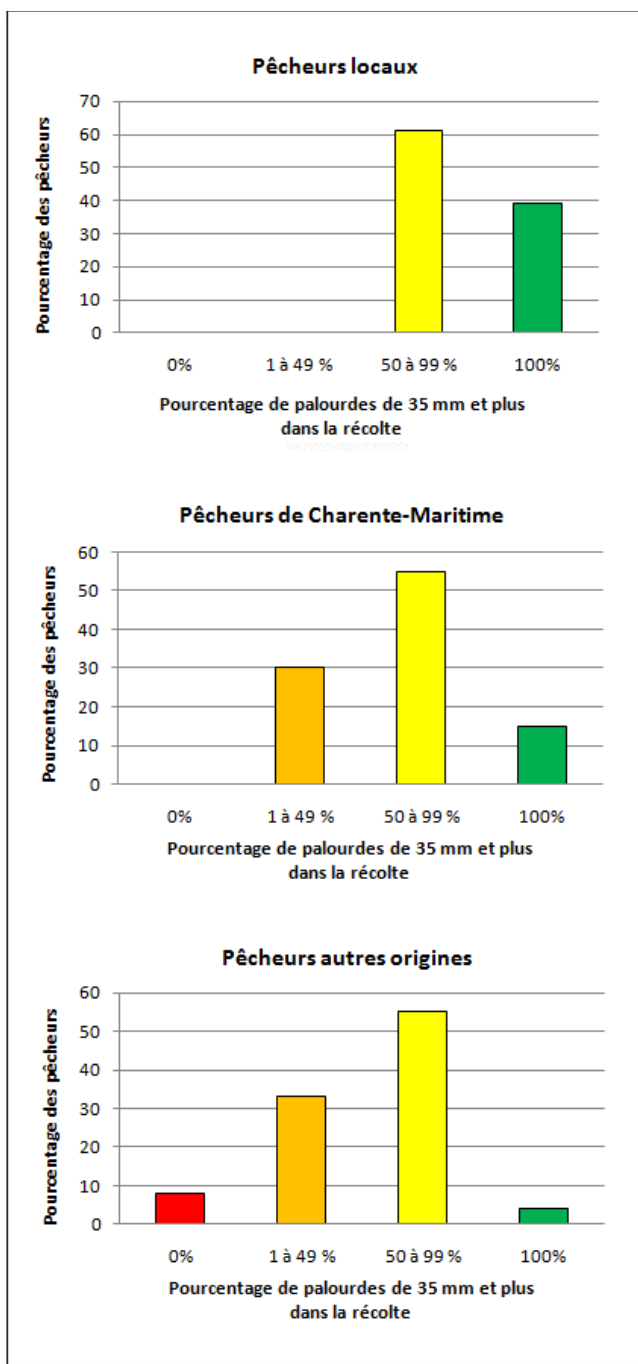 Pêcheurs locaux
Pourcentage des pêcheurs
70
60
50
40
30
20
10
0
0%
1 à 49 %
50 à 99 %
100%
Pourcentage de palourdes de 35 mm et plus
dans la récolte
Pêcheurs de Charente-Maritime
Pourcentage des pêcheurs
60
50
40
30
20
10
0
0%
1 à 49 %
50 à 99 %
100%
Pourcentage de palourdes de 35 mm et plus
dans la récolte
Pêcheurs autres origines
Pourcentage des pêcheurs
60
50
40
30
20
10
0
0%
1 à 49 %
50 à 99 %
100%
Pourcentage de palourdes de 35 mm et plus
dans la récolte